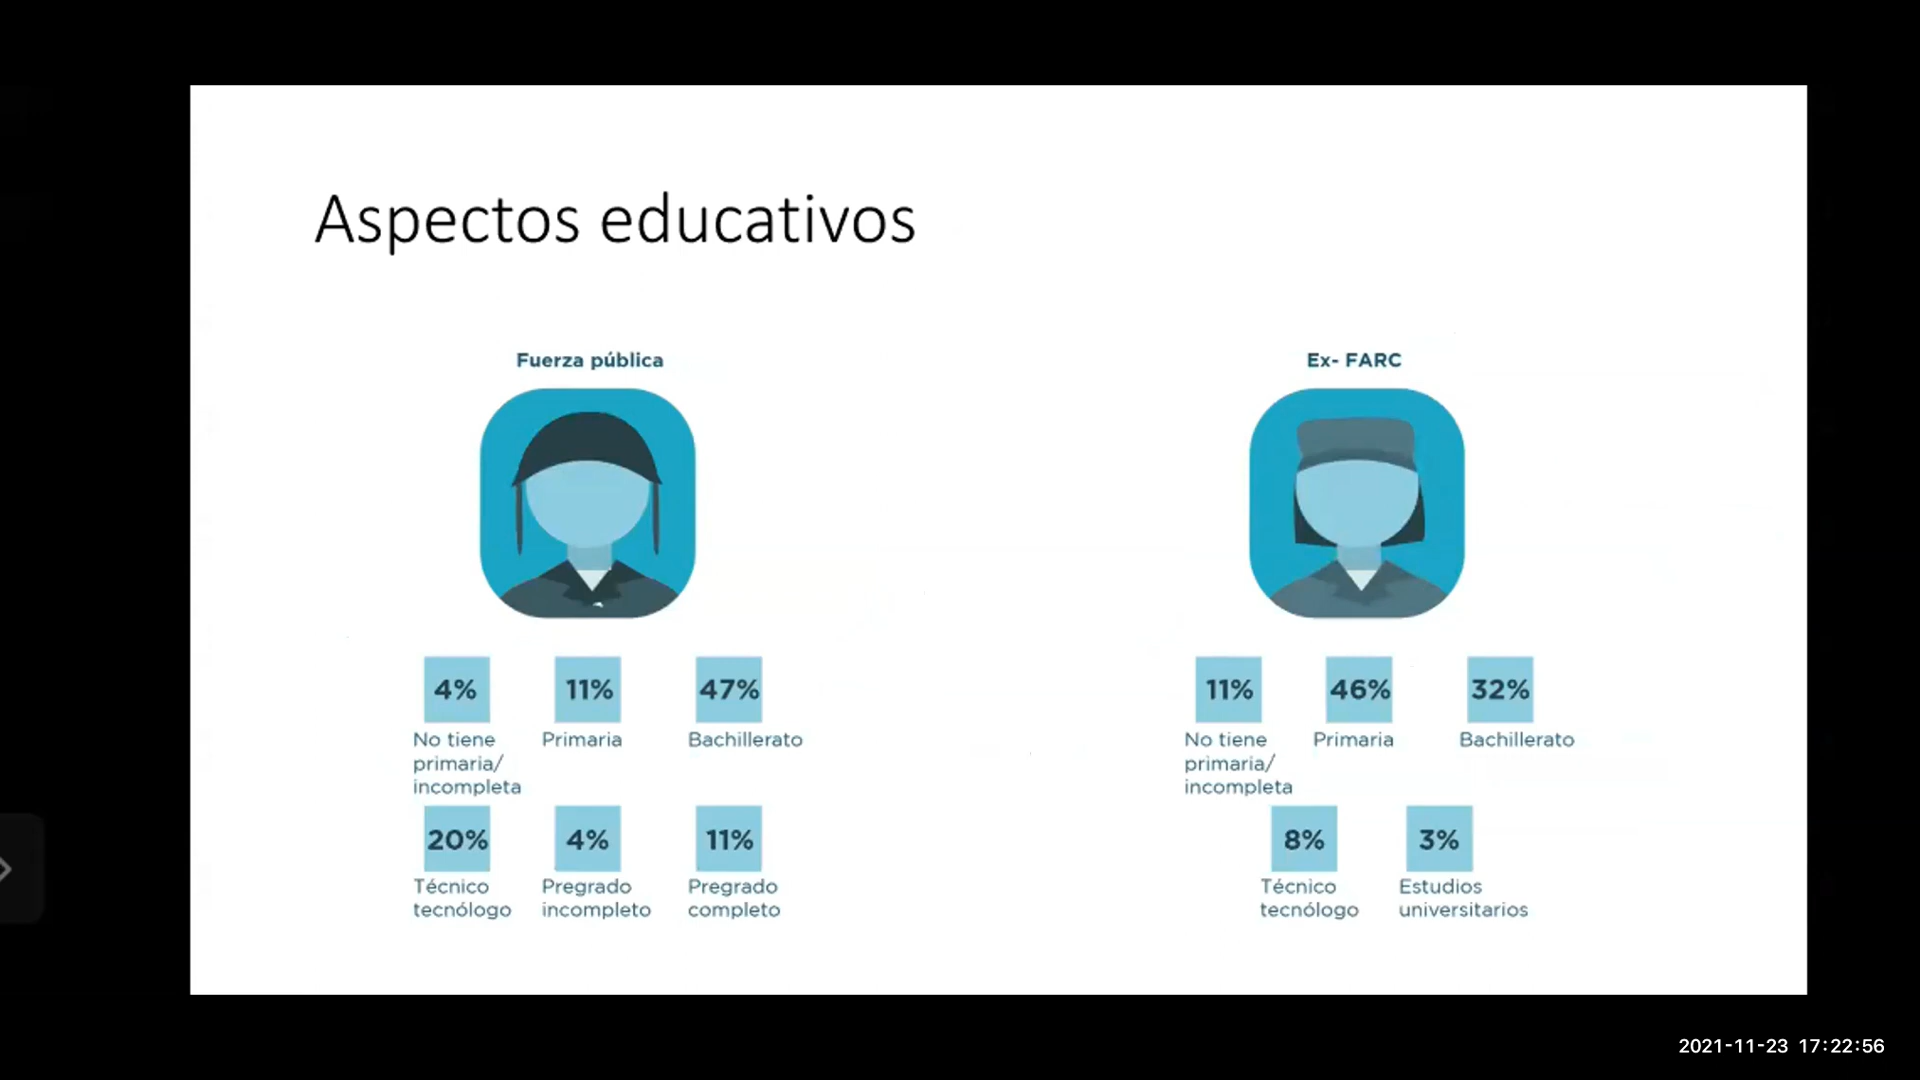 Aspectos educativos
Fuerza pública
4%
11%
47%
No tiene
primaria/
incompleta
Primaria
Bachillerato
20%
4%
11%
Técnico
tecnólogo
Pregrado
incompleto
Pregrado
completo
Ex- FARC
11%
46%
32%
No tiene
primaria/
incompleta
Primaria
Bachillerato
8%
3%
Técnico
tecnólogo
Estudios
universitarios
2021-11-23 17:22:56